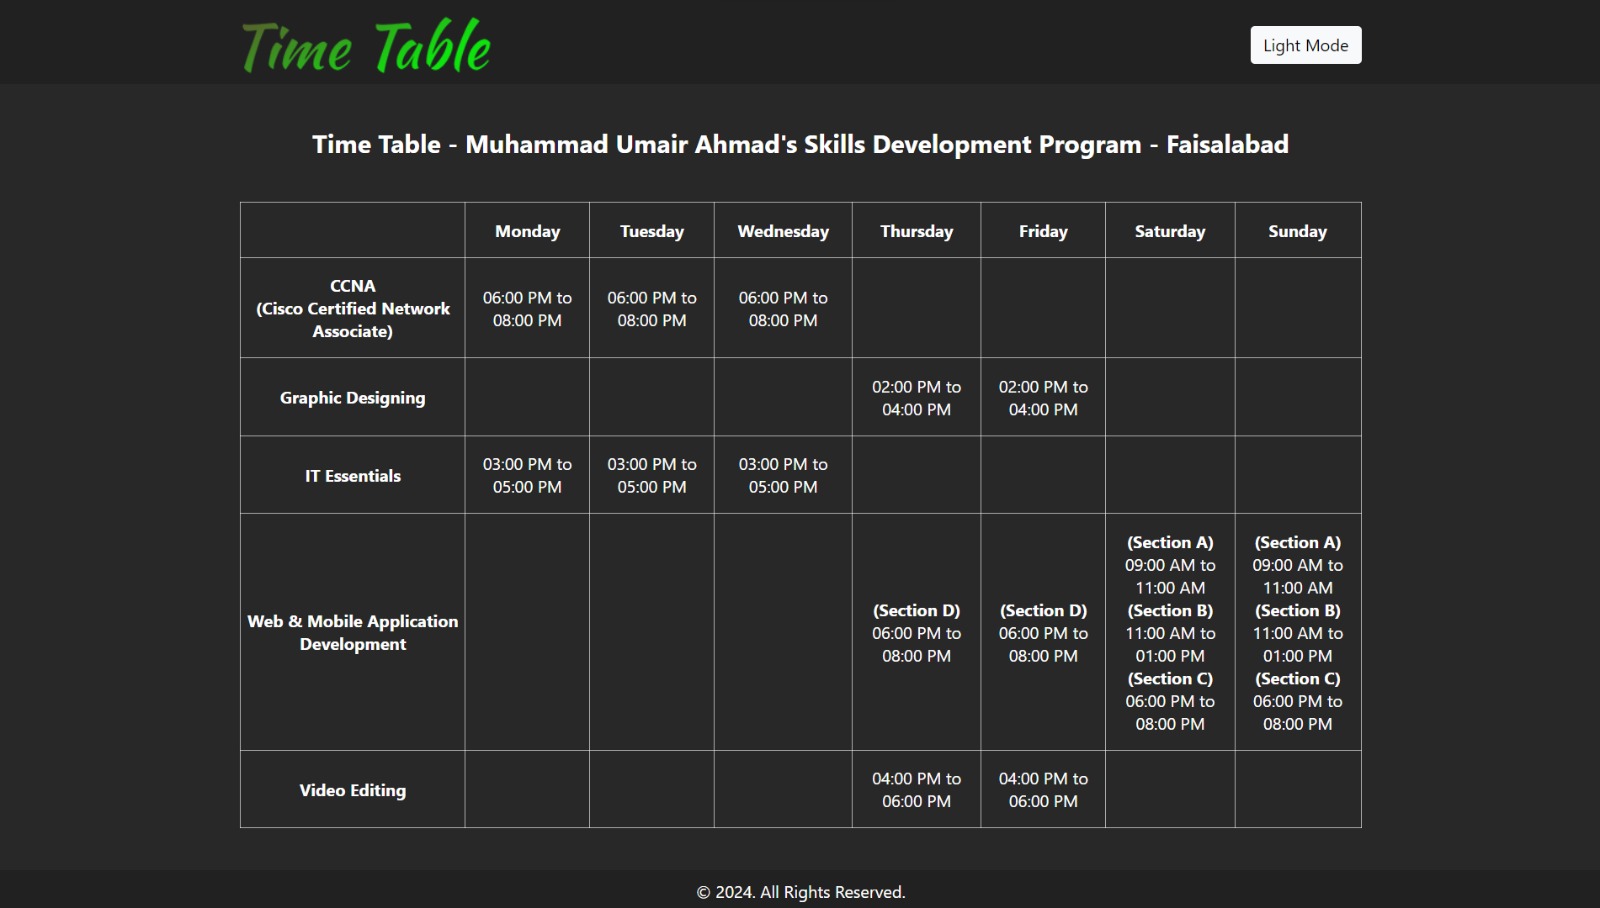 Time Table
Light Mode
Time Table - Muhammad Umair Ahmad's Skills Development Program - Faisalabad
Monday Tuesday Wednesday Thursday Friday Saturday Sunday
CCNA
(Cisco Certified Network
Associate)
06:00 PM to
08:00 PM
06:00 PM to
08:00 PM
06:00 PM to
08:00 PM
Graphic Designing
02:00 PM to
04:00 PM
02:00 PM to
04:00 PM
IT Essentials
03:00 PM to
05:00 PM
03:00 PM to
05:00 PM
03:00 PM to
05:00 PM
Web & Mobile Application
Development
(Section D)
06:00 PM to
08:00 PM
(Section D)
06:00 PM to
08:00 PM
(Section A)
09:00 AM to
11:00 AM
(Section B)
11:00 AM to
01:00 PM
(Section C)
06:00 PM to
08:00 PM
(Section A)
09:00 AM to
11:00 AM
(Section B)
11:00 AM to
01:00 PM
(Section C)
06:00 PM to
08:00 PM
Video Editing
04:00 PM to
06:00 PM
04:00 PM to
06:00 PM
© 2024. All Rights Reserved.